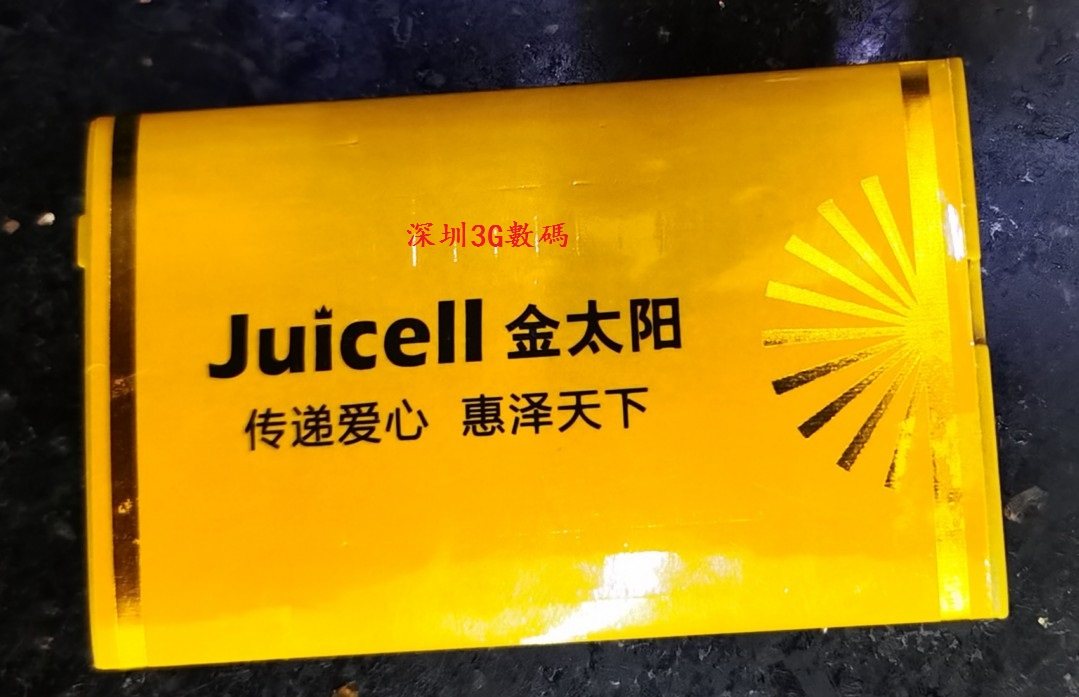 深圳3G數碼
Juicell 金太阳
传递爱心 惠泽天下